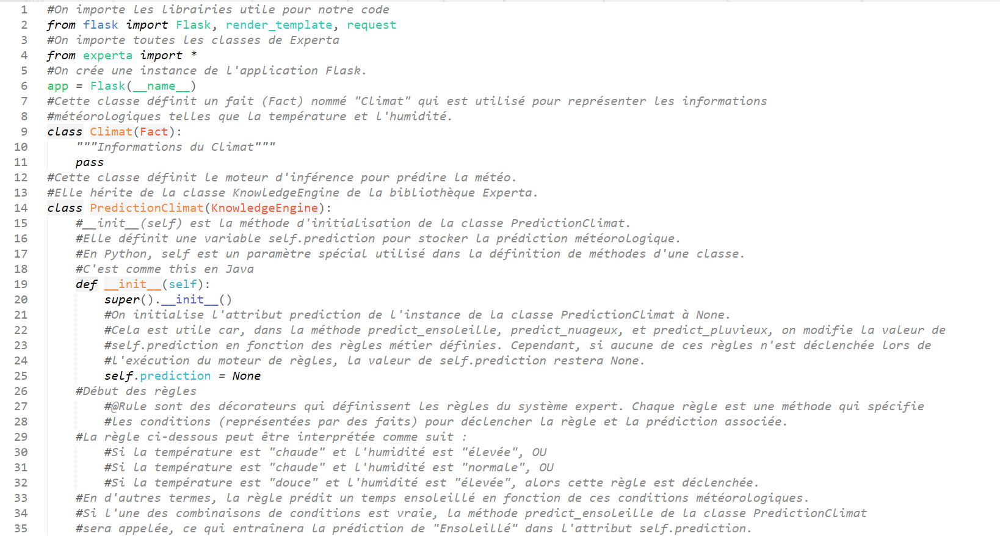 1 #On importe les librairies utile pour notre code
2 from flask import Flask, render_template, request
3 #On importe toutes les classes de Experta
4 from experta import *
5 #On crée une instance de l'application Flask.
6 app = Flask(__name__)
7 #Cette classe définit un fait (Fact) nommé "Climat" qui est utilisé pour représenter les informations
8 #météorologiques telles que la température et l'humidité.
9 class Climat(Fact):
10 """Informations du Climat"""
11 pass
12 #Cette classe définit le moteur d'inférence pour prédire la météo.
13 #Elle hérite de la classe KnowledgeEngine de la bibliothèque Experta.
14 class PredictionClimat(KnowledgeEngine):
15 #__init__(self) est la méthode d'initialisation de la classe PredictionClimat.
16 #Elle définit une variable self.prediction pour stocker la prédiction météorologique.
17 #En Python, self est un paramètre spécial utilisé dans la définition de méthodes d'une classe.
18 #C'est comme this en Java
19 def __init__(self):
20 super().__init__()
21 #On initialise l'attribut prediction de l'instance de la classe PredictionClimat à None.
22 #Cela est utile car, dans la méthode predict_ensoleille, predict_nuageux, et predict_pluvieux, on modifie la valeur de
23 #self.prediction en fonction des règles métier définies. Cependant, si aucune de ces règles n'est déclenchée lors de
24 #l'exécution du moteur de règles, la valeur de self.prediction restera None.
25 self.prediction = None
26 #Début des règles
27 #@Rule sont des décorateurs qui définissent les règles du système expert. Chaque règle est une méthode qui spécifie
28 #les conditions (représentées par des faits) pour déclencher la règle et la prédiction associée.
29 #La règle ci-dessous peut être interprétée comme suit :
30 #Si la température est "chaude" et l'humidité est "élevée", OU
31 #Si la température est "chaude" et l'humidité est "normale", OU
32 #Si la température est "douce" et l'humidité est "élevée", alors cette règle est déclenchée.
33 #En d'autres termes, la règle prédit un temps ensoleillé en fonction de ces conditions météorologiques.
34 #Si l'une des combinaisons de conditions est vraie, la méthode predict_ensoleille de la classe PredictionClimat
35 #sera appelée, ce qui entraînera la prédiction de "Ensoleillé" dans l'attribut self.prediction.